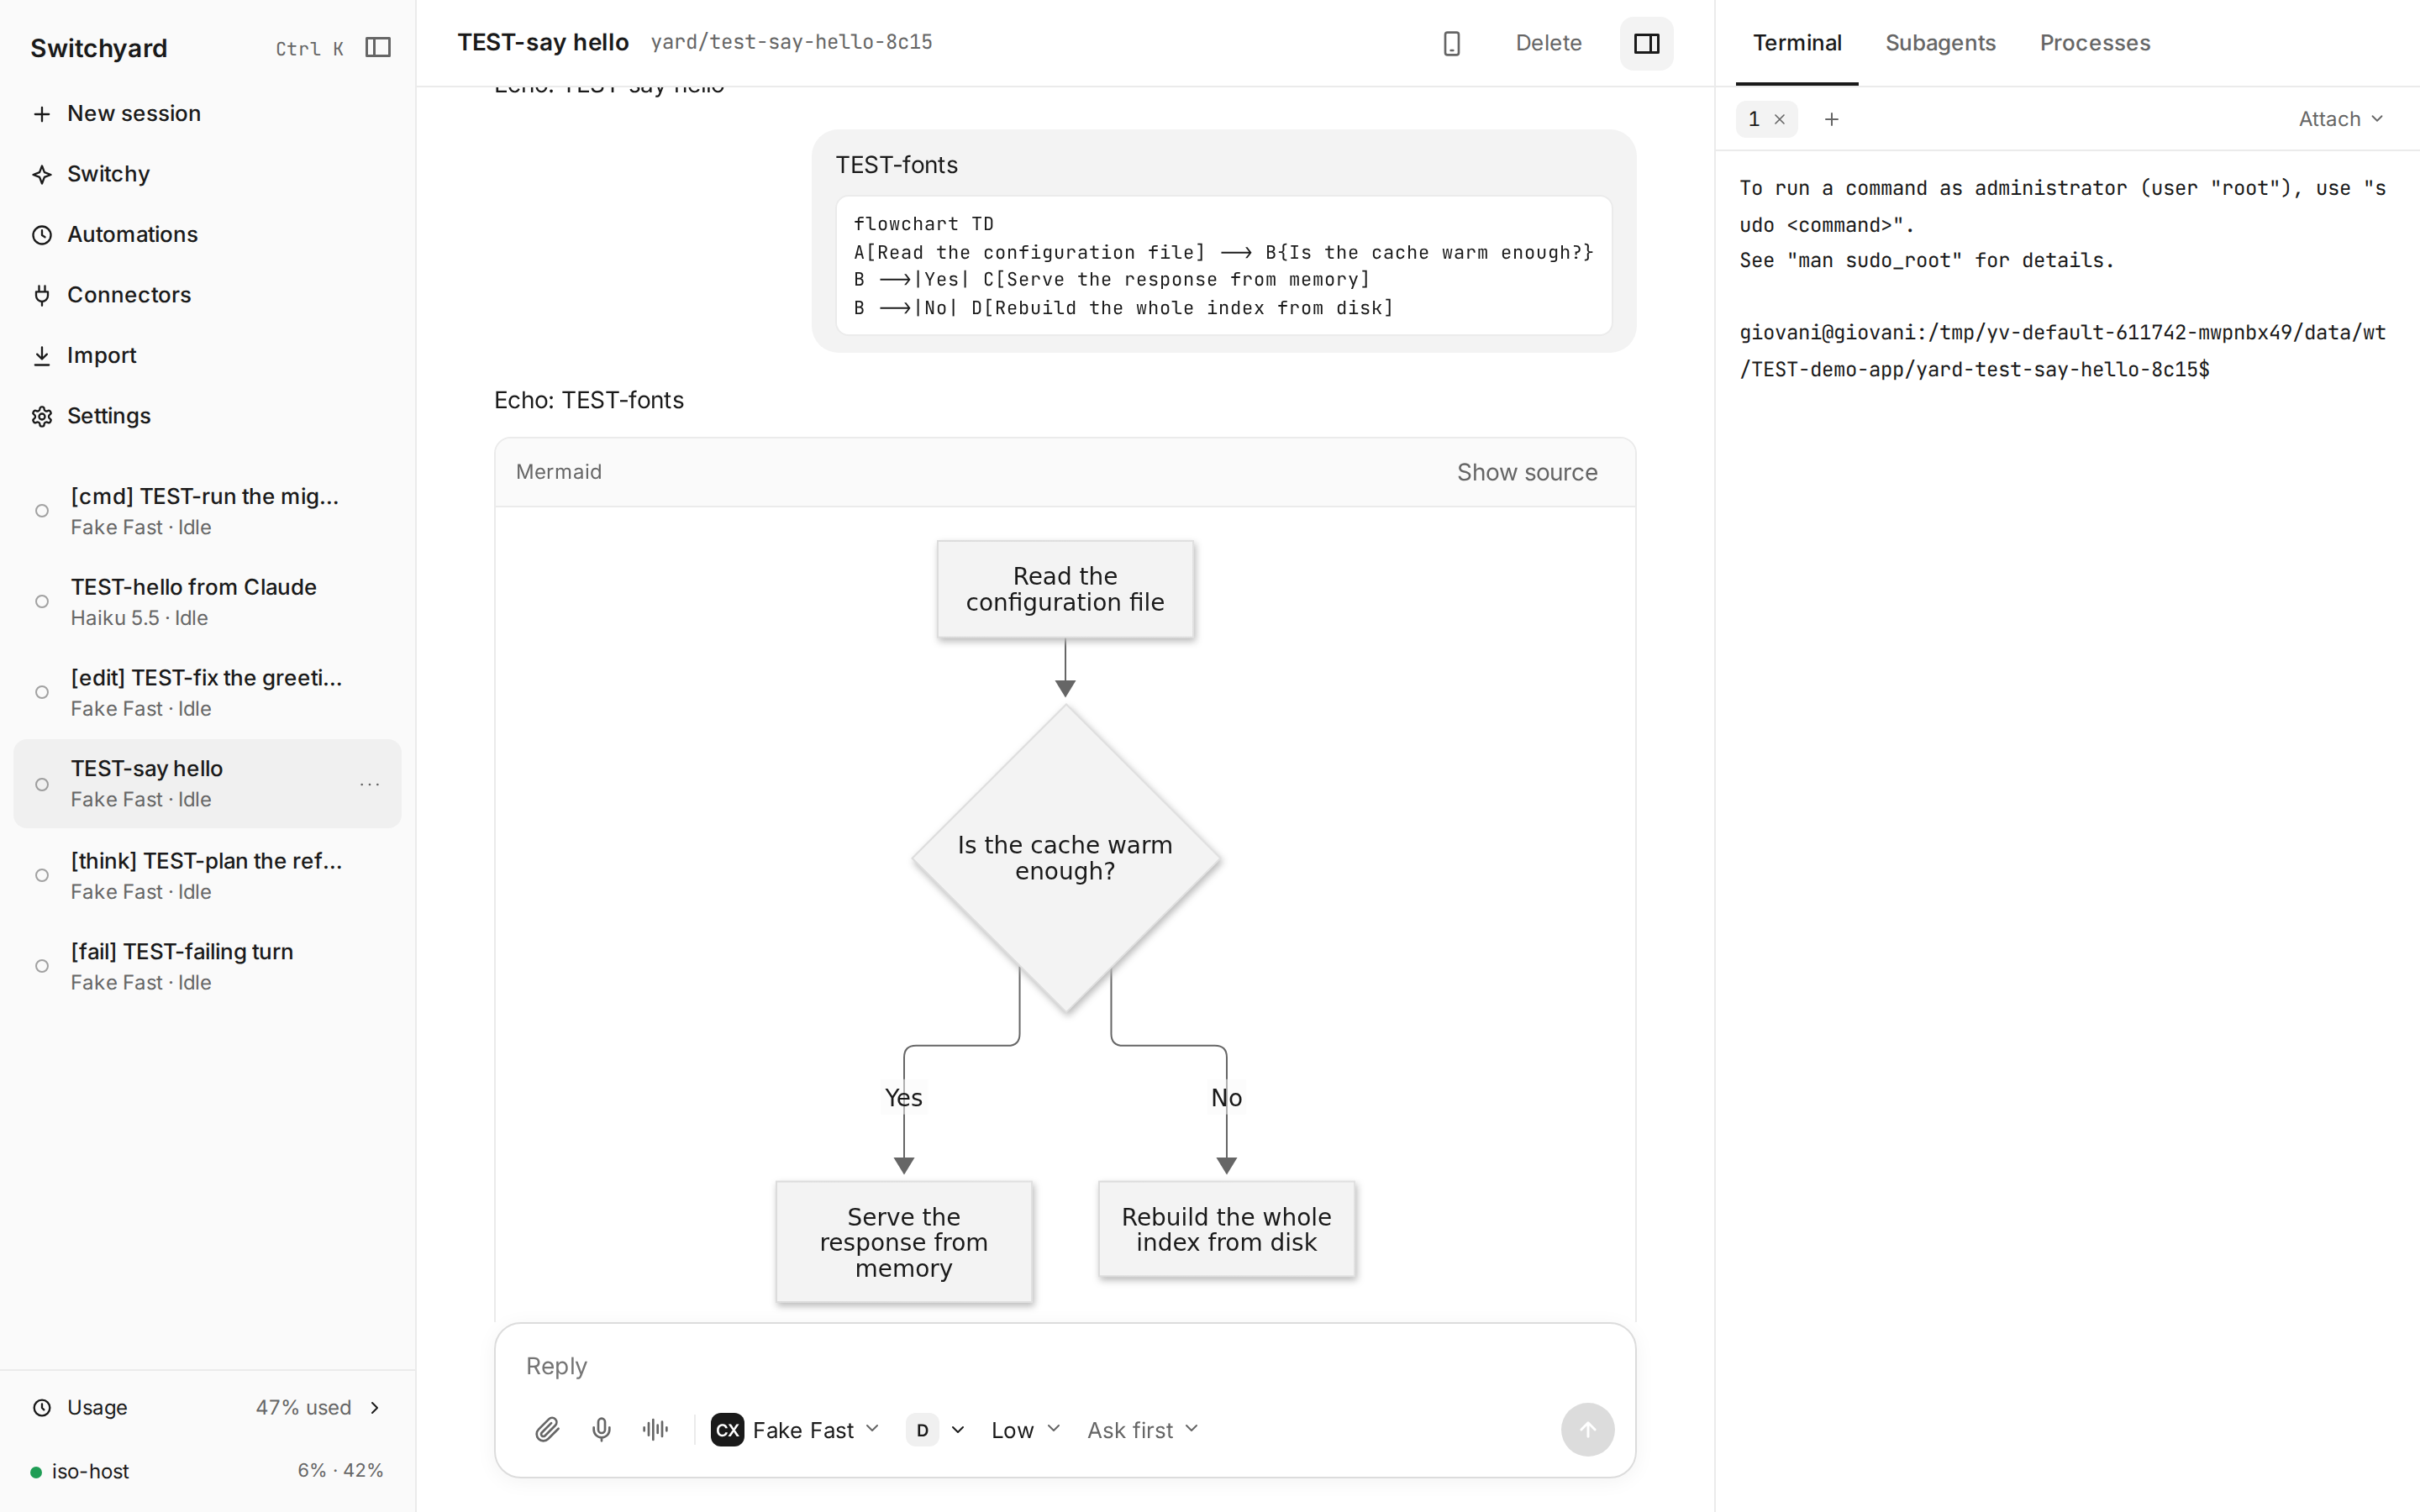 Switchyard
Ctrl K
New session
Switchy
Automations
Connectors
Import
Settings
[cmd] TEST-run the mig...
Fake Fast · Idle
TEST-hello from Claude
Haiku 5.5 · Idle
[edit] TEST-fix the greeti...
Fake Fast · Idle
TEST-say hello
Fake Fast · Idle
[think] TEST-plan the ref...
Fake Fast · Idle
[fail] TEST-failing turn
Fake Fast · Idle
Usage
47% used
iso-host
6% · 42%
TEST-say hello
yard/test-say-hello-8c15
Delete
Echo: TEST-say hello
TEST-fonts
flowchart TD
A[Read the configuration file] --> B{Is the cache warm enough?}
B -->|Yes| C[Serve the response from memory]
B -->|No| D[Rebuild the whole index from disk]
Echo: TEST-fonts
Mermaid
Show source
Read the
configuration file
Is the cache warm
enough?
Yes
No
Serve the
response from
memory
Rebuild the whole
index from disk
Reply
CX
Fake Fast
D
Low
Ask first
Terminal
Subagents
Processes
1
Attach
To run a command as administrator (user "root"), use "s
udo <command>".
See "man sudo_root" for details.
giovani@giovani:/tmp/yv-default-611742-mwpnbx49/data/wt
/TEST-demo-app/yard-test-say-hello-8c15$